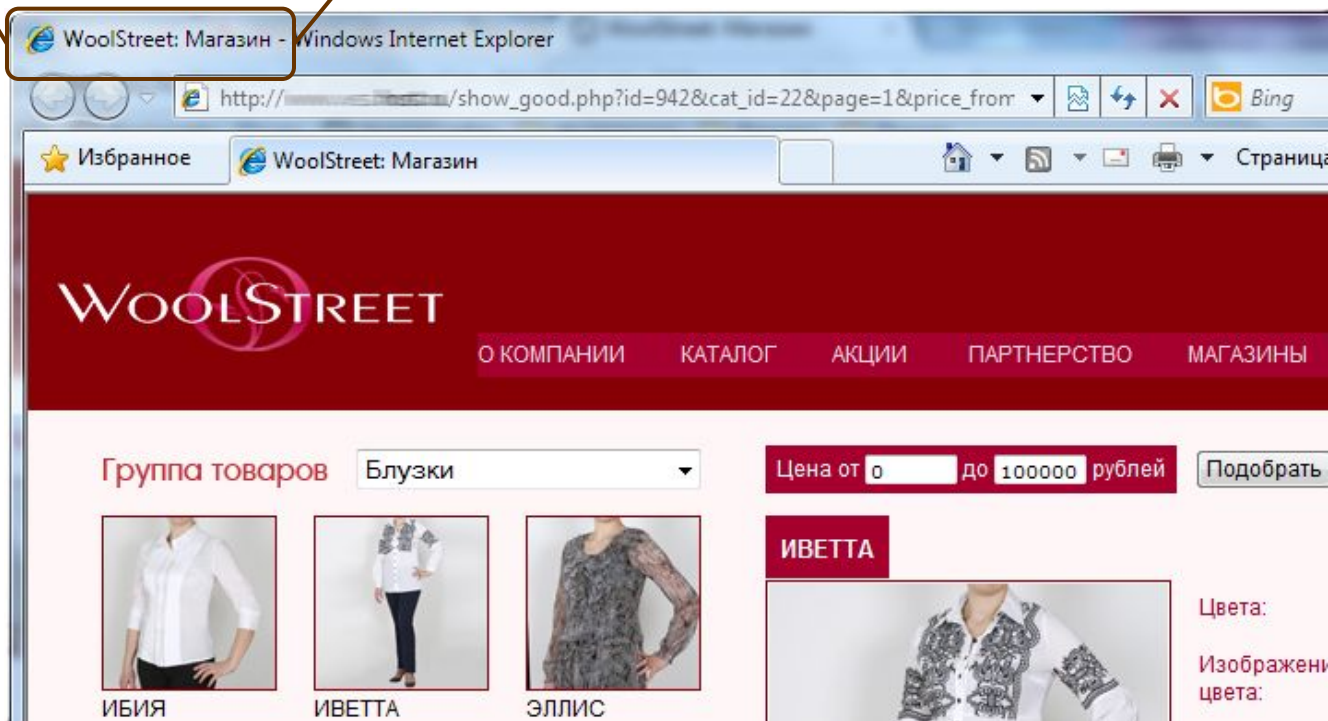 WoolStreet: Магазин - Windows Internet Explorer
http:// /show_good.php?id=942&cat_id=22&page=1&price_from
Bing
Избранное WoolStreet: Магазин Страница
WOOLSTREET
О КОМПАНИИ КАТАЛОГ АКЦИИ ПАРТНЕРСТВО МАГАЗИНЫ
Группа товаров Блузки Цена от 0 до 100000 рублей Подобрать
ИВЕТТА
Цвета:
Изображени
цвета:
ИБИЯ ИВЕТТА ЭЛЛИС